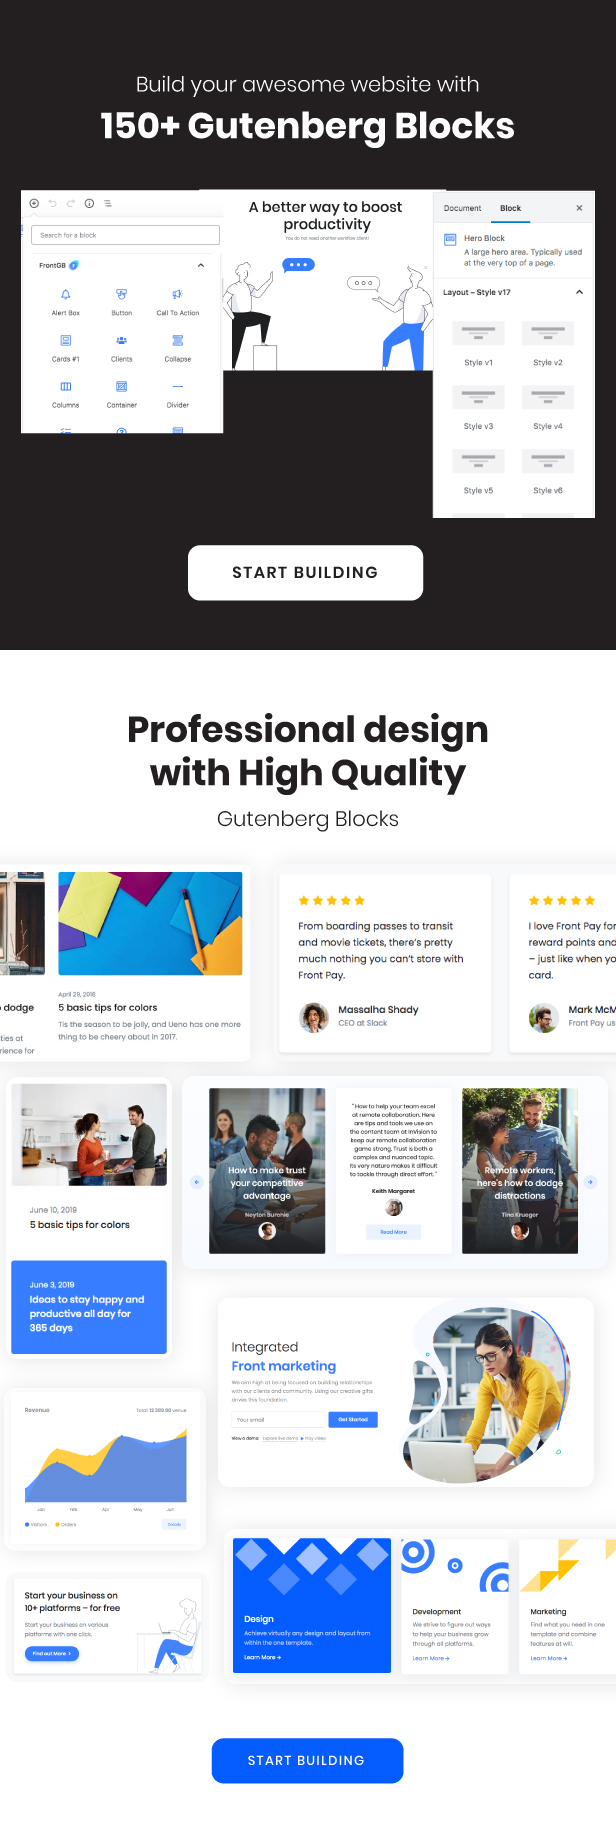 Build your awesome website with
150+ Gutenberg Blocks
Search for a block
FrontGB
Alert Box
Button
Call To Action
Cards #1
Clients
Collapse
Columns
Container
Divider
A better way to boost
productivity
You do not need another workflow client!
Document
Block
Hero Block
A large hero area. Typically used
at the very top of a page.
Layout – Style v17
Style v1
Style v2
Style v3
Style v4
Style v5
Style v6
START BUILDING
Professional design
with High Quality
Gutenberg Blocks
dodge
ties at
rience for
April 29, 2018
5 basic tips for colors
Tis the season to be jolly, and Ueno has one more
thing to be cheery about in 2017.
From boarding passes to transit
and movie tickets, there's pretty
much nothing you can't store with
Front Pay.
Massalha Shady
CEO at Slack
I love Front Pay for
reward points and
– just like when yo
card.
Mark McM
Front Pay us
June 10, 2019
5 basic tips for colors
June 3, 2019
Ideas to stay happy and
productive all day for
365 days
How to make trust
your competitive
advantage
Neyton Burchie
"How to help your team excel
at remote collaboration. Here
are tips and tools we use on
the content team at InVision to
keep our remote collaboration
game strong. Trust is both a
complex and nuanced topic.
Its very nature makes it difficult
to tackle through direct effort."
Keith Margaret
Read More
Remote workers,
here's how to dodge
distractions
Tina Krueger
Integrated
Front marketing
We aim high at being focused on building relationships
with our clients and community. Using our creative gifts
drives this foundation.
Your email
Get Started
View a demo:
Explore live demo
Play video
Revenue
Jan
Feb
Apr
May
Jun
Visitors
Orders
Details
Start your business on
10+ platforms – for free
Start your business on various
platforms with one click.
Find out More >
Design
Achieve virtually any design and layout from
within the one template.
Learn More →
Development
We strive to figure out ways
to help your business grow
through all platforms.
Learn More →
Marketing
Find what you need in one
template and combine
features at will.
Learn More →
START BUILDING